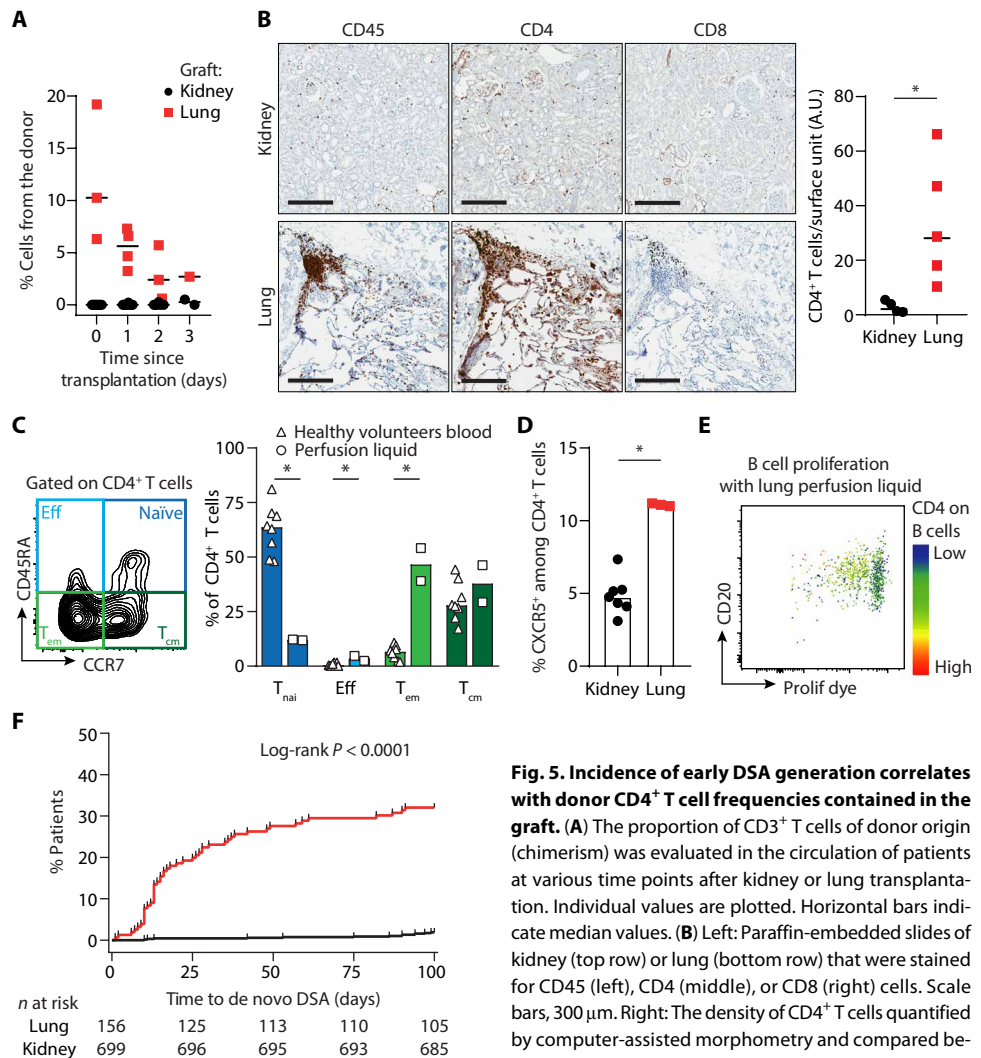 A
Graft:
Kidney
Lung
% Cells from the donor
20
15
10
5
0
0 1 2 3
Time since
transplantation (days)
B
CD45 CD4 CD8
Kidney
Lung
CD4⁺ T cells/surface unit (A.U.)
80
60
40
20
0
*
Kidney Lung
C
Gated on CD4⁺ T cells
Eff Naïve
CD45RA
Tem Tcm
CCR7
Healthy volunteers blood
Perfusion liquid
% of CD4⁺ T cells
100
75
50
25
0
* * *
Tnai Eff Tem Tcm
D
% CXCR5⁺ among CD4⁺ T cells
15
10
5
0
*
Kidney Lung
E
B cell proliferation
with lung perfusion liquid
CD4 on
B cells
Low
High
CD20
Prolif dye
F
Log-rank P < 0.0001
% Patients
50
40
30
20
10
0
0 25 50 75 100
Time to de novo DSA (days)
n at risk
Lung 156 125 113 110 105
Kidney 699 696 695 693 685
Fig. 5. Incidence of early DSA generation correlates
with donor CD4⁺ T cell frequencies contained in the
graft. (A) The proportion of CD3⁺ T cells of donor origin
(chimerism) was evaluated in the circulation of patients
at various time points after kidney or lung transplanta-
tion. Individual values are plotted. Horizontal bars indi-
cate median values. (B) Left: Paraffin-embedded slides of
kidney (top row) or lung (bottom row) that were stained
for CD45 (left), CD4 (middle), or CD8 (right) cells. Scale
bars, 300 μm. Right: The density of CD4⁺ T cells quantified
by computer-assisted morphometry and compared be-